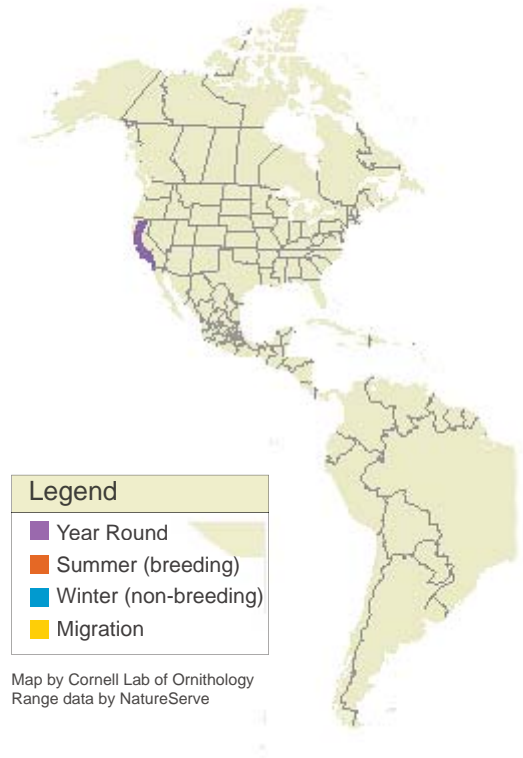 Legend
Year Round
Summer (breeding)
Winter (non-breeding)
Migration
Map by Cornell Lab of Ornithology
Range data by NatureServe